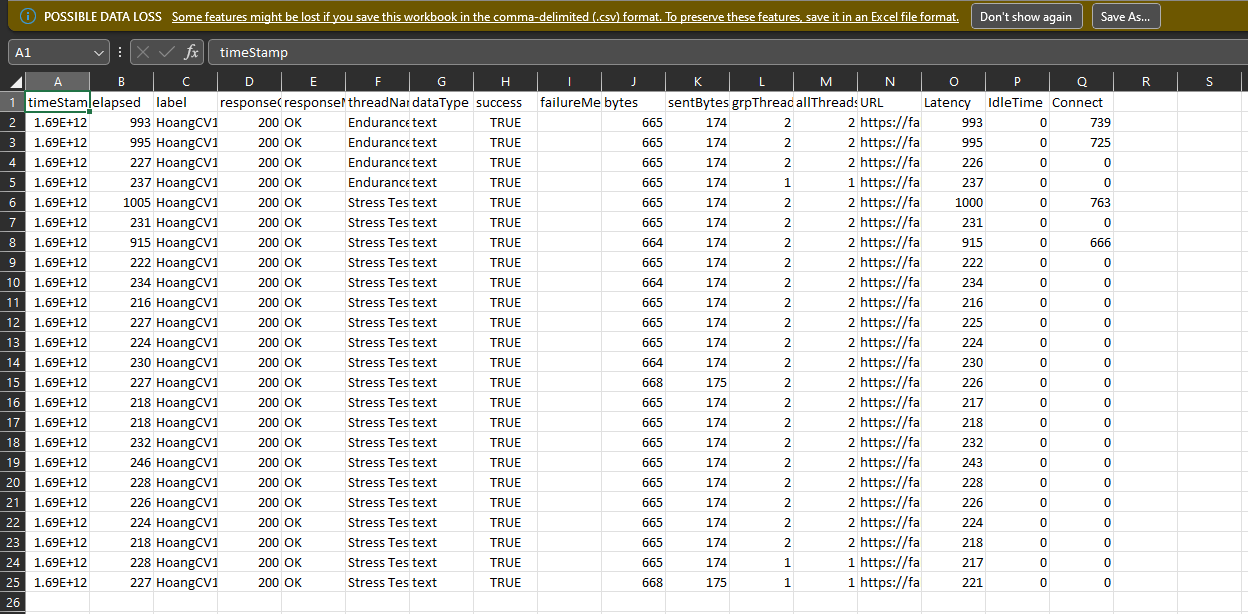 POSSIBLE DATA LOSS Some features might be lost if you save this workbook in the comma-delimited (.csv) format. To preserve these features, save it in an Excel file format. Don't show again Save As...
A1 fx timeStamp
A B C D E F G H I J K L M N O P Q R S
1 timeStam elapsed label response( responseM threadNar dataType success failureMe bytes sentBytes grpThread allThreads URL Latency IdleTime Connect
2 1.69E+12 993 HoangCV1 200 OK Endurance text TRUE 665 174 2 2 https://fa 993 0 739
3 1.69E+12 995 HoangCV1 200 OK Endurance text TRUE 665 174 2 2 https://fa 995 0 725
4 1.69E+12 227 HoangCV1 200 OK Endurance text TRUE 665 174 2 2 https://fa 226 0 0
5 1.69E+12 237 HoangCV1 200 OK Endurance text TRUE 665 174 1 1 https://fa 237 0 0
6 1.69E+12 1005 HoangCV1 200 OK Stress Tes text TRUE 665 174 2 2 https://fa 1000 0 763
7 1.69E+12 231 HoangCV1 200 OK Stress Tes text TRUE 665 174 2 2 https://fa 231 0 0
8 1.69E+12 915 HoangCV1 200 OK Stress Tes text TRUE 664 174 2 2 https://fa 915 0 666
9 1.69E+12 222 HoangCV1 200 OK Stress Tes text TRUE 665 174 2 2 https://fa 222 0 0
10 1.69E+12 234 HoangCV1 200 OK Stress Tes text TRUE 664 174 2 2 https://fa 234 0 0
11 1.69E+12 216 HoangCV1 200 OK Stress Tes text TRUE 665 174 2 2 https://fa 216 0 0
12 1.69E+12 227 HoangCV1 200 OK Stress Tes text TRUE 665 174 2 2 https://fa 225 0 0
13 1.69E+12 224 HoangCV1 200 OK Stress Tes text TRUE 665 174 2 2 https://fa 224 0 0
14 1.69E+12 230 HoangCV1 200 OK Stress Tes text TRUE 664 174 2 2 https://fa 230 0 0
15 1.69E+12 227 HoangCV1 200 OK Stress Tes text TRUE 668 175 2 2 https://fa 226 0 0
16 1.69E+12 218 HoangCV1 200 OK Stress Tes text TRUE 665 174 2 2 https://fa 217 0 0
17 1.69E+12 218 HoangCV1 200 OK Stress Tes text TRUE 665 174 2 2 https://fa 218 0 0
18 1.69E+12 232 HoangCV1 200 OK Stress Tes text TRUE 665 174 2 2 https://fa 232 0 0
19 1.69E+12 246 HoangCV1 200 OK Stress Tes text TRUE 665 174 2 2 https://fa 243 0 0
20 1.69E+12 228 HoangCV1 200 OK Stress Tes text TRUE 665 174 2 2 https://fa 228 0 0
21 1.69E+12 226 HoangCV1 200 OK Stress Tes text TRUE 665 174 2 2 https://fa 226 0 0
22 1.69E+12 224 HoangCV1 200 OK Stress Tes text TRUE 665 174 2 2 https://fa 224 0 0
23 1.69E+12 218 HoangCV1 200 OK Stress Tes text TRUE 665 174 2 2 https://fa 218 0 0
24 1.69E+12 228 HoangCV1 200 OK Stress Tes text TRUE 665 174 1 1 https://fa 217 0 0
25 1.69E+12 227 HoangCV1 200 OK Stress Tes text TRUE 668 175 1 1 https://fa 221 0 0
26